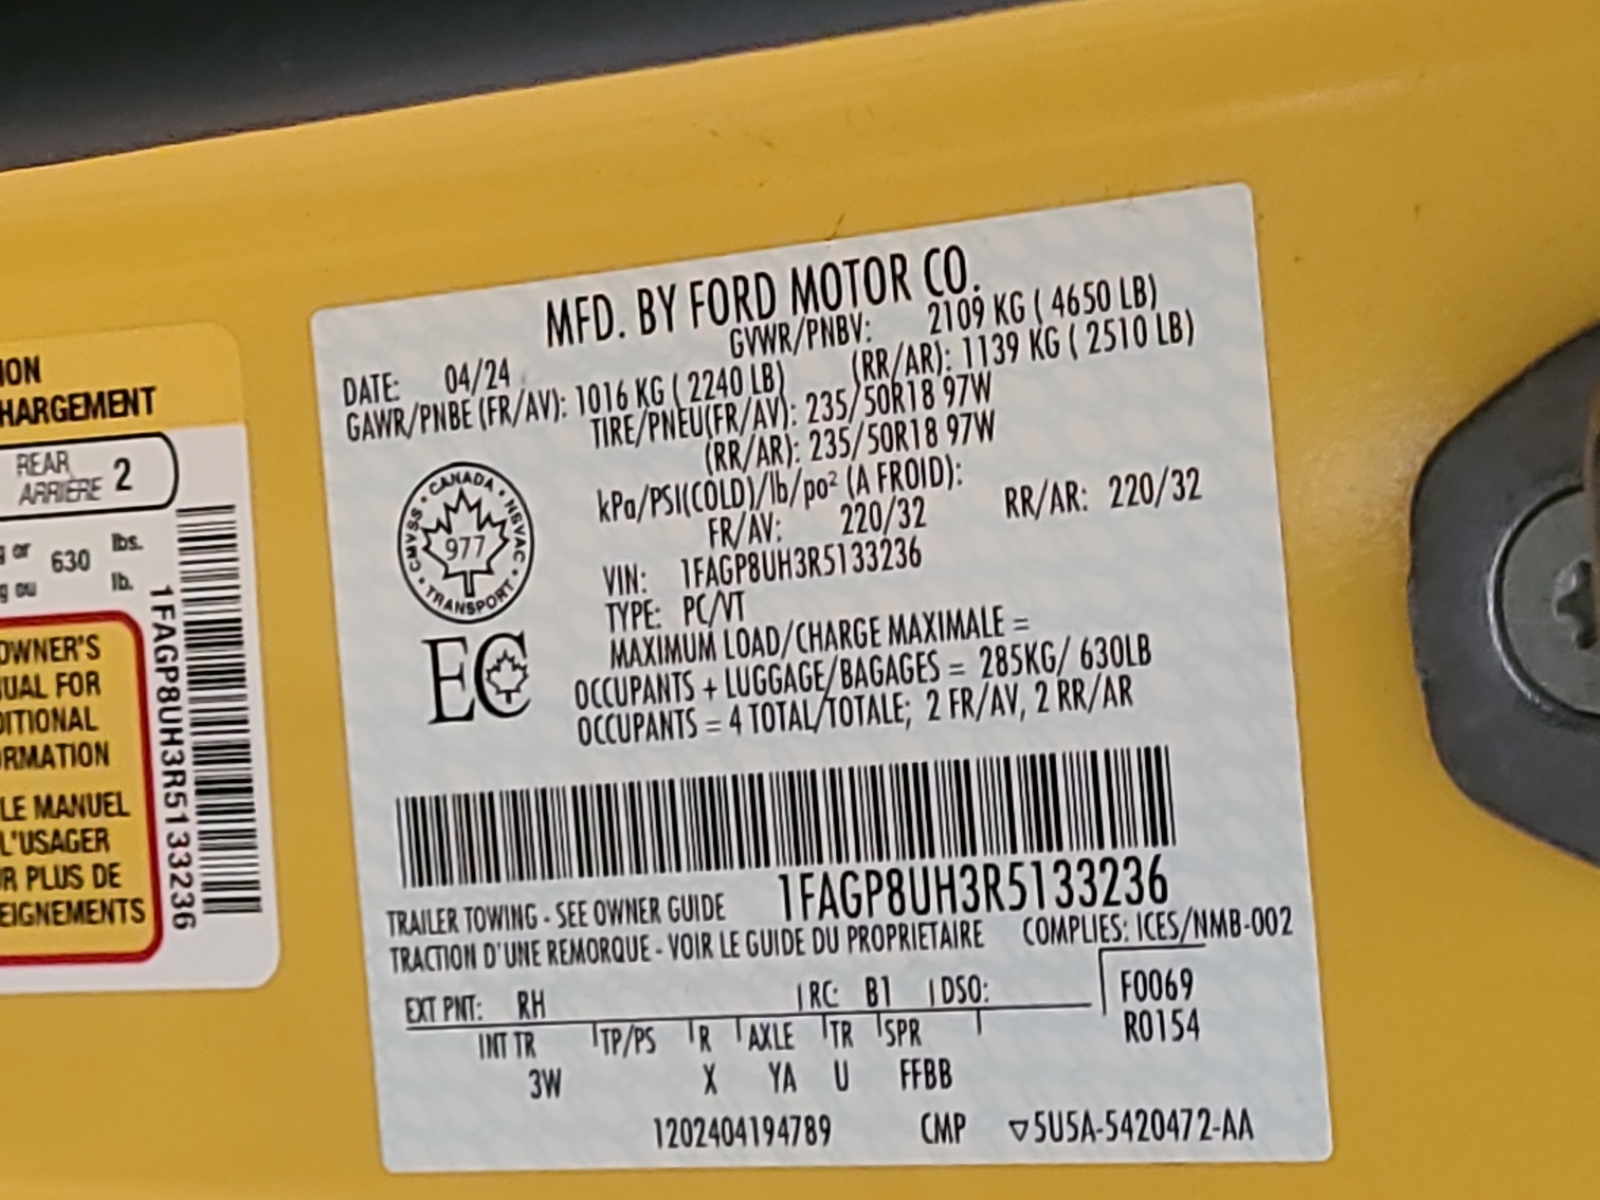 ION
HARGEMENT
REAR
ARRIÈRE 2
g or 630 lbs.
g ou lb.
OWNER'S
UAL FOR
DITIONAL
ORMATION
LE MANUEL
L'USAGER
R PLUS DE
EIGNEMENTS
1FAGP8UH3R5133236
MFD. BY FORD MOTOR CO.
DATE: 04/24 GVWR/PNBV: 2109 KG ( 4650 LB)
GAWR/PNBE (FR/AV): 1016 KG ( 2240 LB) (RR/AR): 1139 KG ( 2510 LB)
TIRE/PNEU(FR/AV): 235/50R18 97W
(RR/AR): 235/50R18 97W
kPa/PSI(COLD)/lb/po² (A FROID):
FR/AV: 220/32 RR/AR: 220/32
VIN: 1FAGP8UH3R5133236
TYPE: PC/VT
MAXIMUM LOAD/CHARGE MAXIMALE =
OCCUPANTS + LUGGAGE/BAGAGES = 285KG/ 630LB
OCCUPANTS = 4 TOTAL/TOTALE; 2 FR/AV, 2 RR/AR
CMVSS • CANADA • NSVAC • TRANSPORT •
977
EC
1FAGP8UH3R5133236
TRAILER TOWING - SEE OWNER GUIDE
TRACTION D'UNE REMORQUE - VOIR LE GUIDE DU PROPRIETAIRE COMPLIES: ICES/NMB-002
EXT PNT: RH RC: B1 DSO: F0069
R0154
INT TR TP/PS R AXLE TR SPR
3W X YA U FFBB
1202404194789 CMP ▽5U5A-5420472-AA